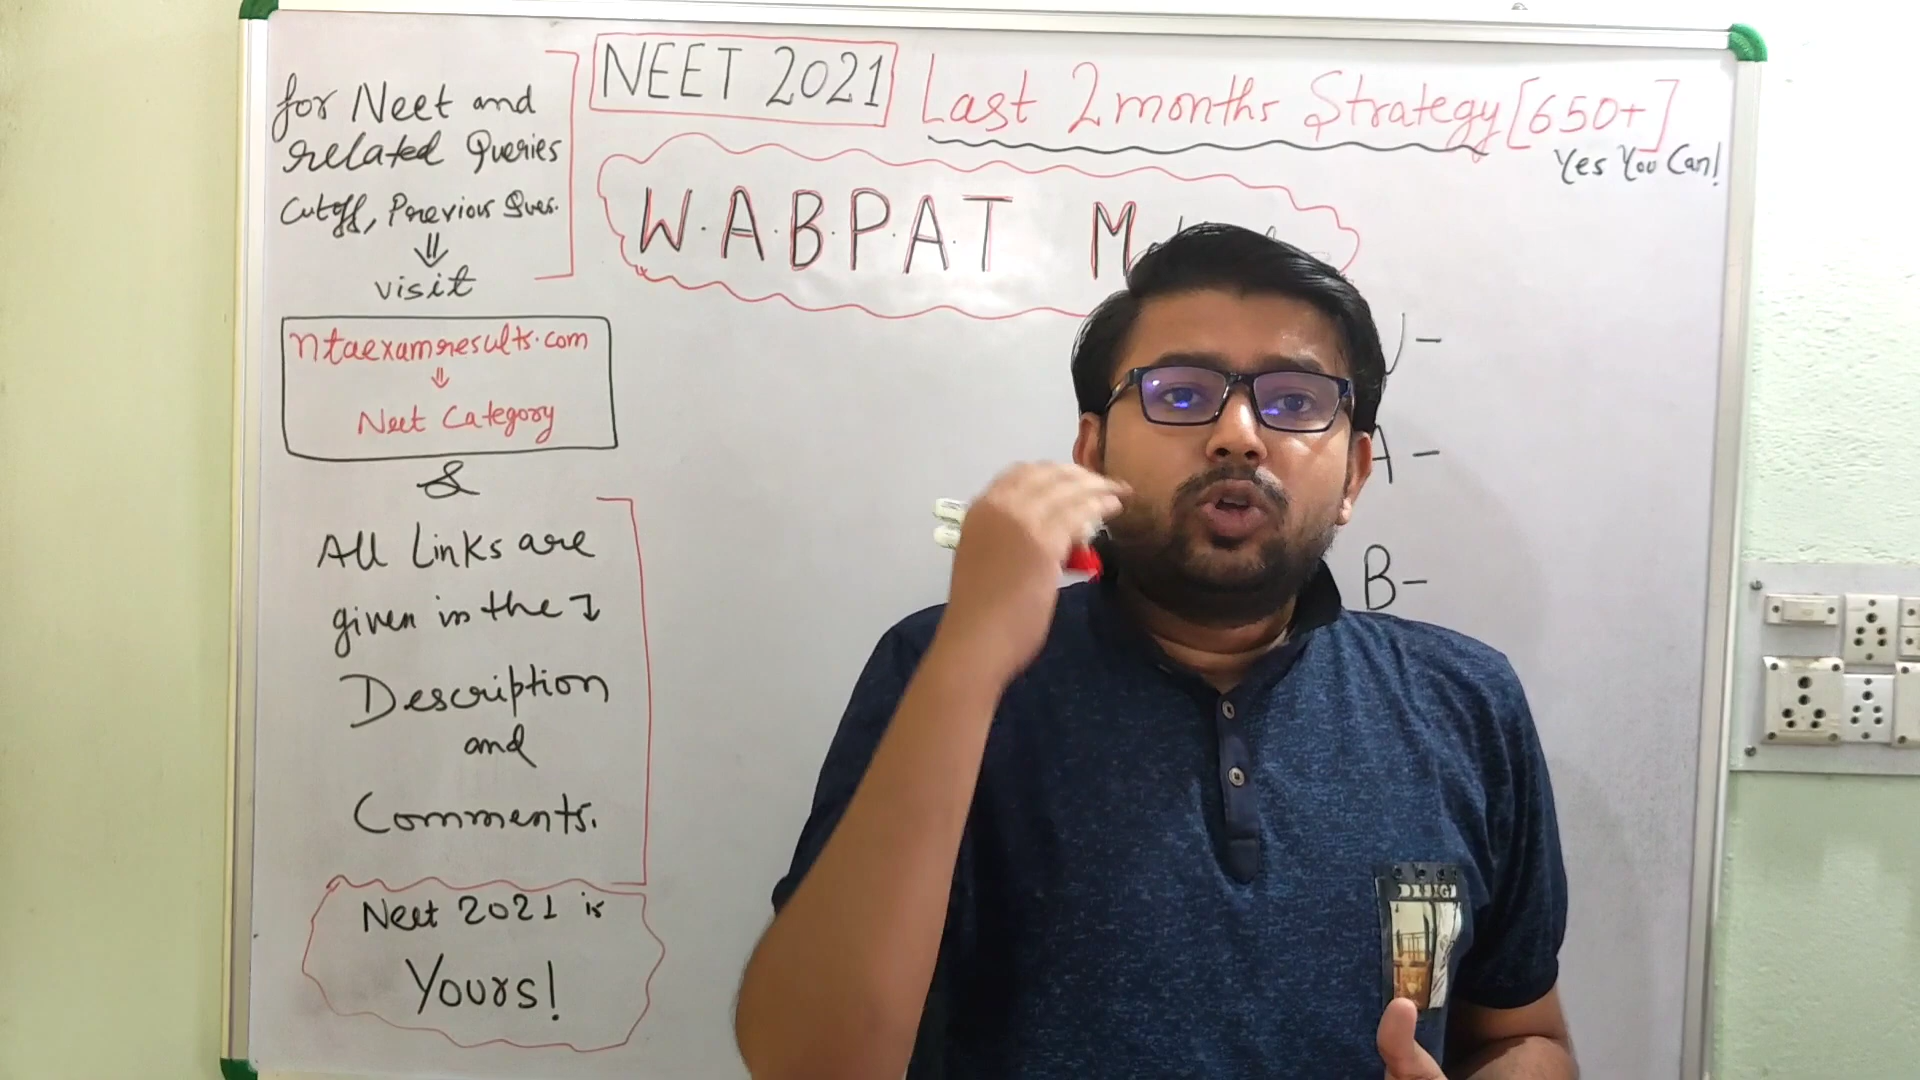 for Neet and
related Queries
Cutoff, Previous Ques.
⇓
visit
ntaexamresults.com
⇓
Neet Category
&
All Links are
given in the ↴
Description
and
Comments.
Neet 2021 is
Yours!
NEET 2021 Last 2 months Strategy [650+]
Yes You Can!
W.A.B.P.A.T M
A -
B-